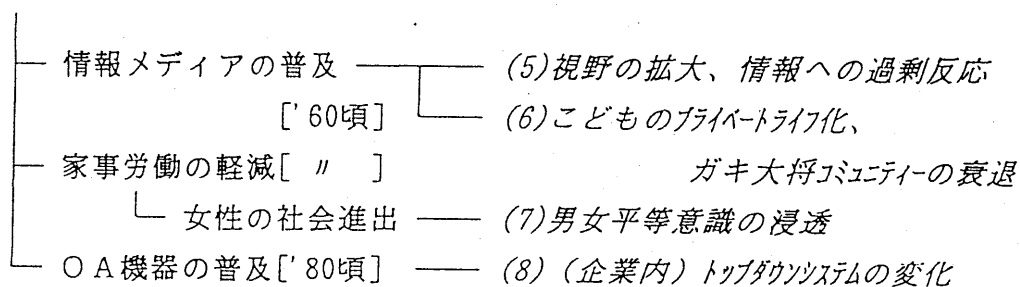 情報メディアの普及 (5)視野の拡大、情報への過剰反応
['60頃] (6)こどものプライベートライフ化、
家事労働の軽減[ 〃 ] ガキ大将コミュニティーの衰退
女性の社会進出 (7)男女平等意識の浸透
OA機器の普及['80頃] (8)(企業内)トップダウンシステムの変化